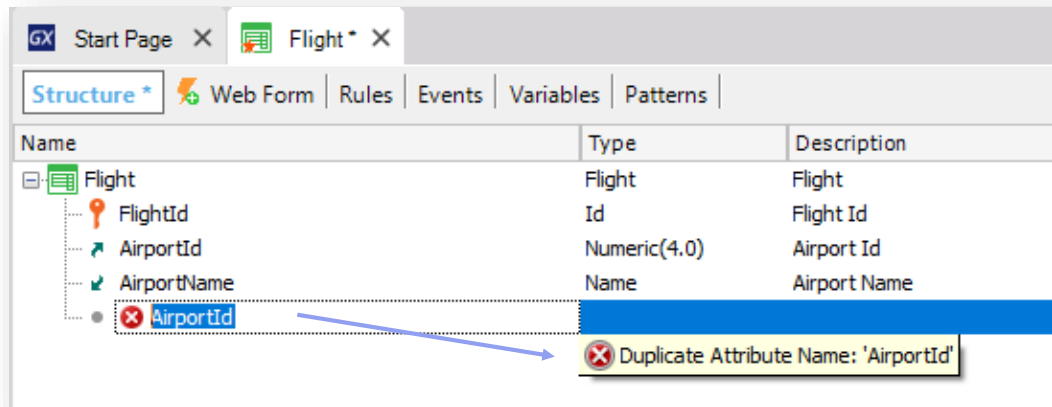 GX Start Page Flight *
Structure * Web Form Rules Events Variables Patterns
Name Type Description
Flight Flight Flight
FlightId Id Flight Id
AirportId Numeric(4.0) Airport Id
AirportName Name Airport Name
AirportId
Duplicate Attribute Name: 'AirportId'